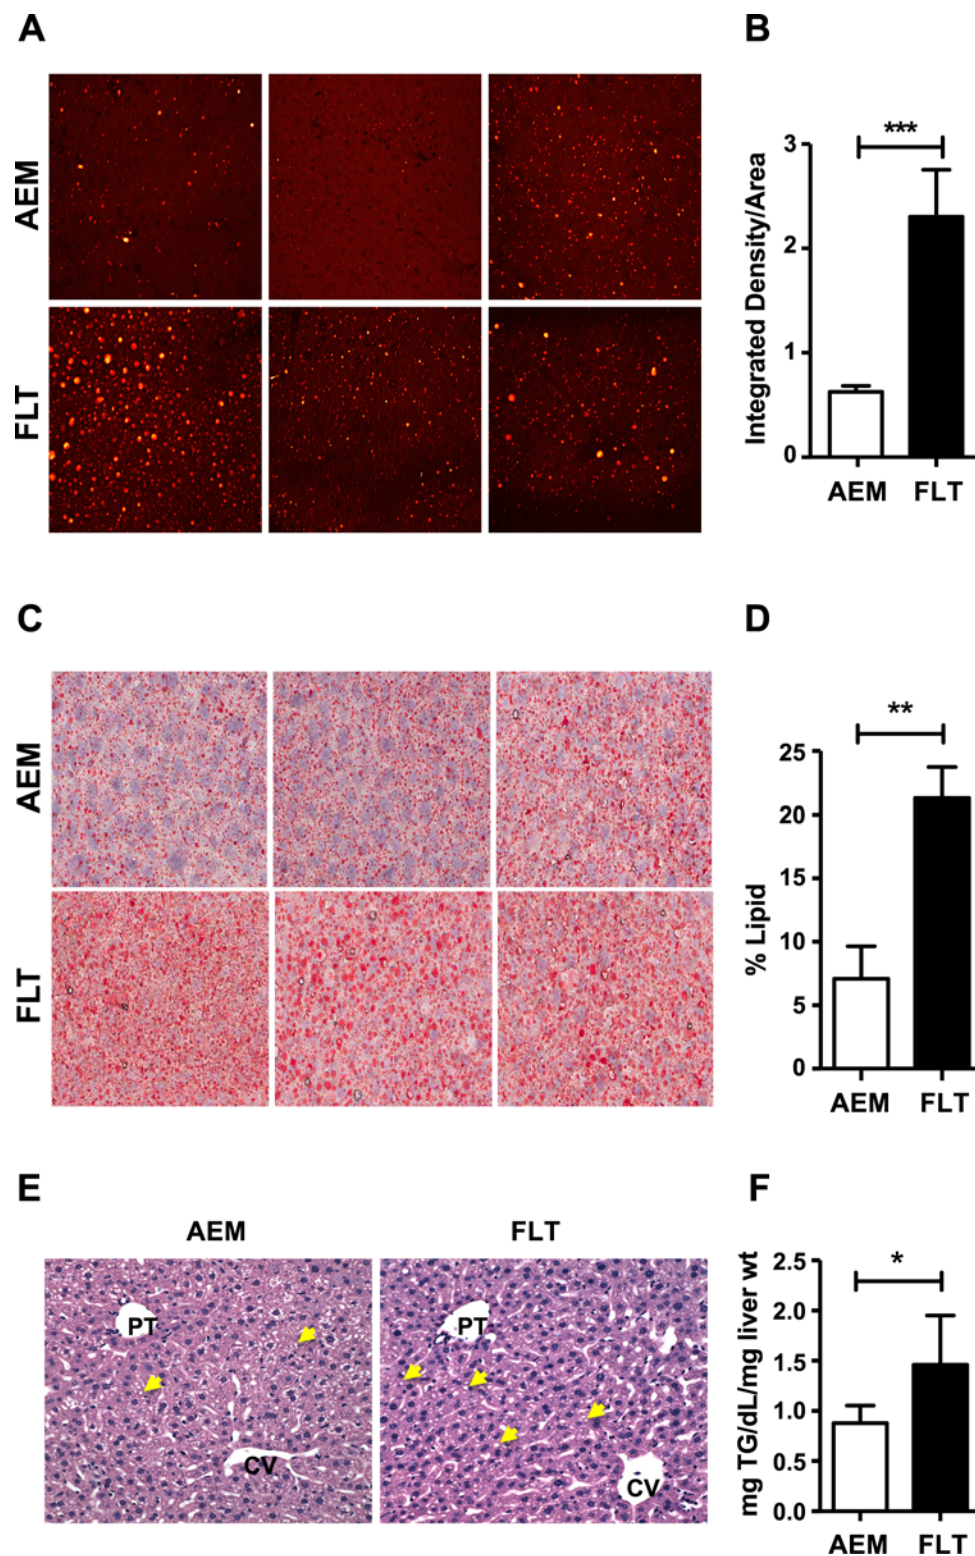 A
B
AEM
FLT
***
Integrated Density/Area
3
2
1
0
AEM
FLT
C
D
AEM
FLT
**
% Lipid
25
20
15
10
5
0
AEM
FLT
E
F
AEM
FLT
PT
CV
PT
CV
*
mg TG/dL/mg liver wt
2.5
2.0
1.5
1.0
0.5
0.0
AEM
FLT